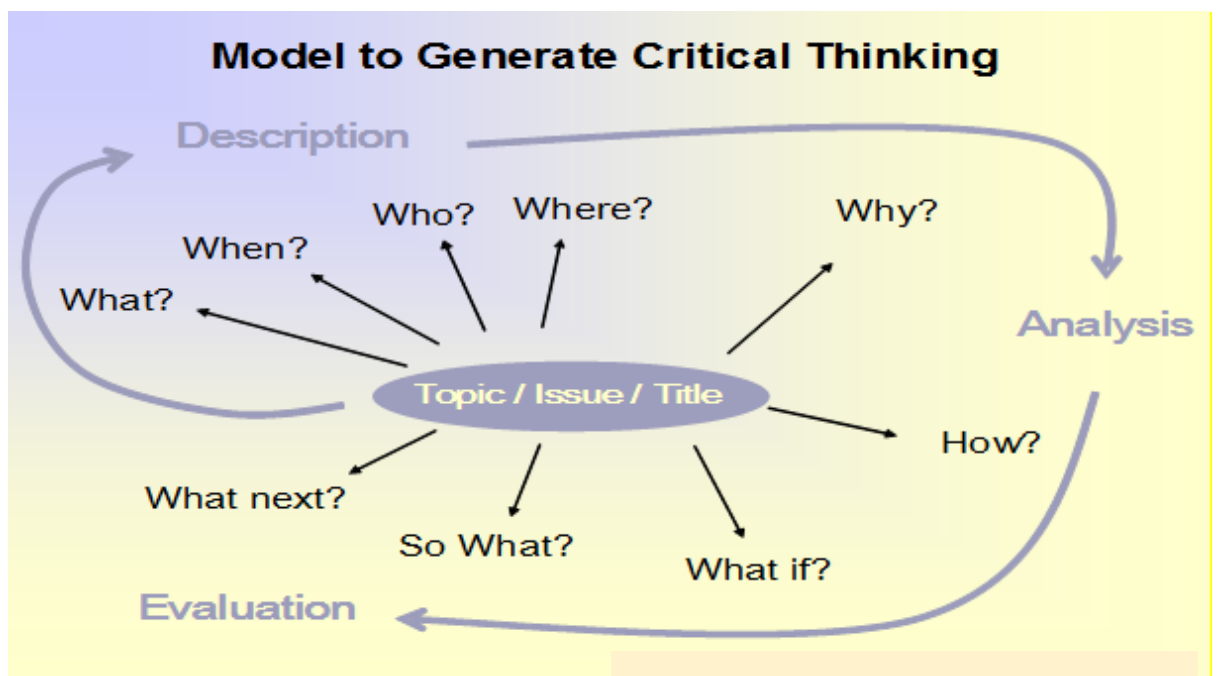 Model to Generate Critical Thinking
Description
Who? Where? Why?
When?
What?
Analysis
Topic / Issue / Title
How?
What next?
So What?
What if?
Evaluation